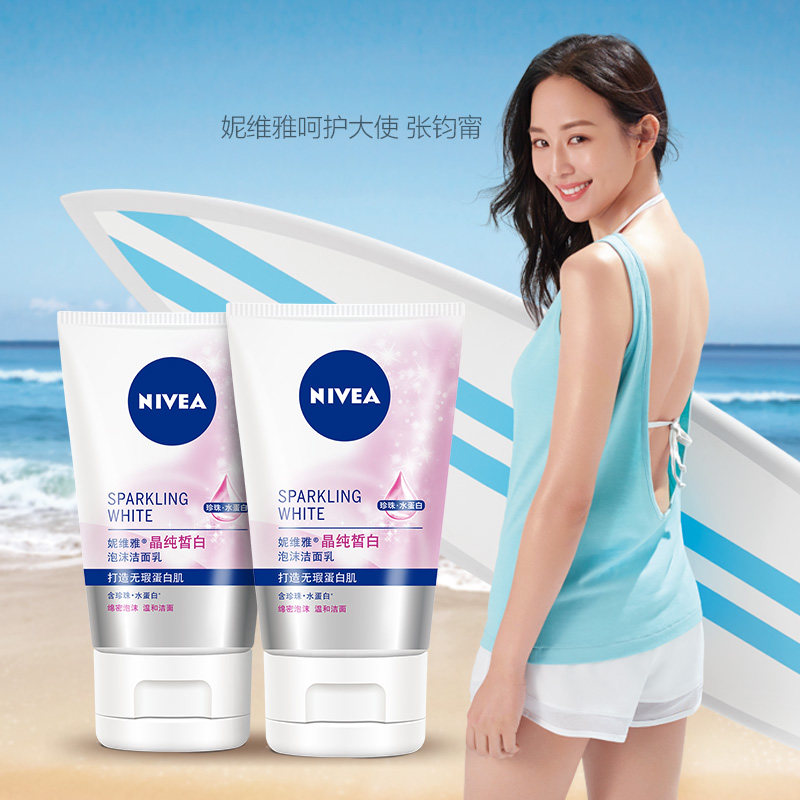 妮维雅呵护大使 张钧甯
NIVEA
SPARKLING
WHITE
珍珠·水蛋白
妮维雅® 晶纯皙白
泡沫洁面乳
打造无瑕蛋白肌
含珍珠·水蛋白*
绵密泡沫 温和洁面
NIVEA
SPARKLING
WHITE
珍珠·水蛋白
妮维雅® 晶纯皙白
泡沫洁面乳
打造无瑕蛋白肌
含珍珠·水蛋白*
绵密泡沫 温和洁面